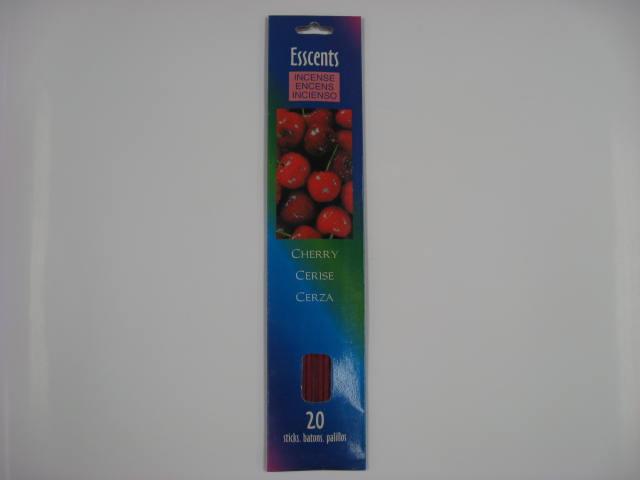 Esscents
INCENSE
ENCENS
INCIENSO
CHERRY
CERISE
CERZA
20
sticks. batons. palillos